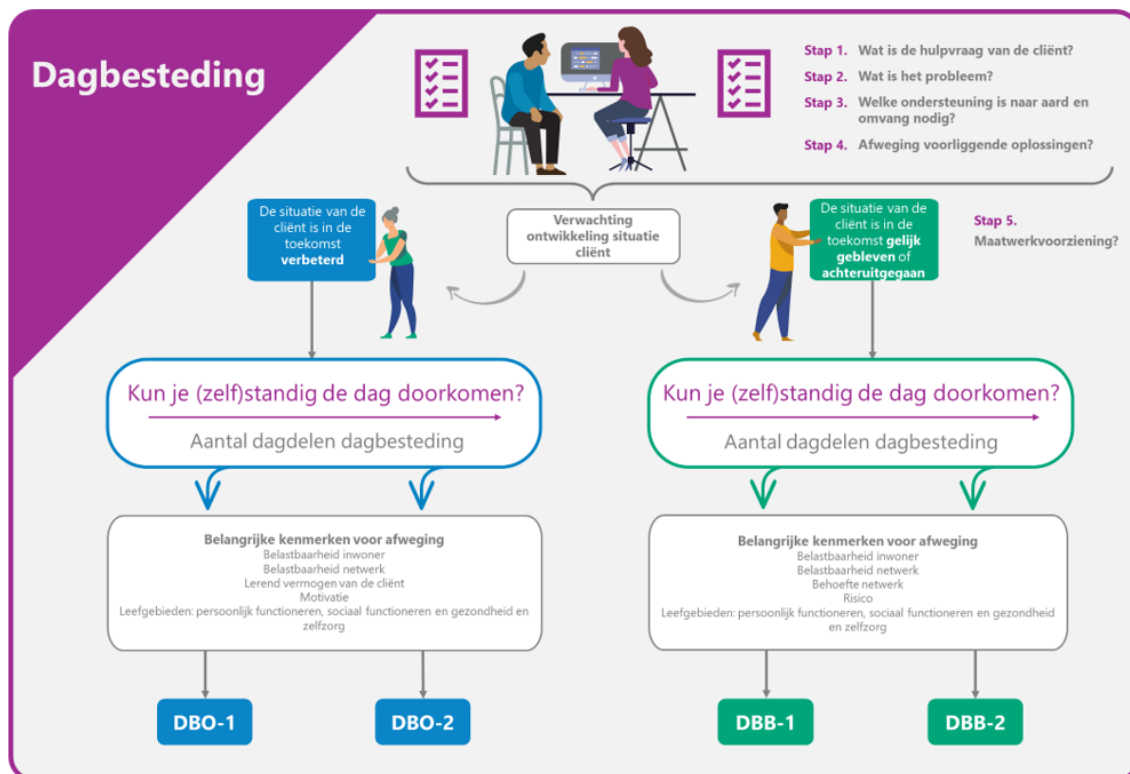 Dagbesteding
Stap 1. Wat is de hulpvraag van de cliënt?
Stap 2. Wat is het probleem?
Stap 3. Welke ondersteuning is naar aard en
omvang nodig?
Stap 4. Afweging voorliggende oplossingen?
De situatie van de
cliënt is in de
toekomst
verbeterd
Verwachting
ontwikkeling situatie
cliënt
De situatie van de
cliënt is in de
toekomst gelijk
gebleven of
achteruitgegaan
Stap 5.
Maatwerkvoorziening?
Kun je (zelf)standig de dag doorkomen?
Aantal dagdelen dagbesteding
Kun je (zelf)standig de dag doorkomen?
Aantal dagdelen dagbesteding
Belangrijke kenmerken voor afweging
Belastbaarheid inwoner
Belastbaarheid netwerk
Lerend vermogen van de cliënt
Motivatie
Leefgebieden: persoonlijk functioneren, sociaal functioneren en gezondheid en
zelfzorg
Belangrijke kenmerken voor afweging
Belastbaarheid inwoner
Belastbaarheid netwerk
Behoefte netwerk
Risico
Leefgebieden: persoonlijk functioneren, sociaal functioneren en gezondheid
en zelfzorg
DBO-1
DBO-2
DBB-1
DBB-2